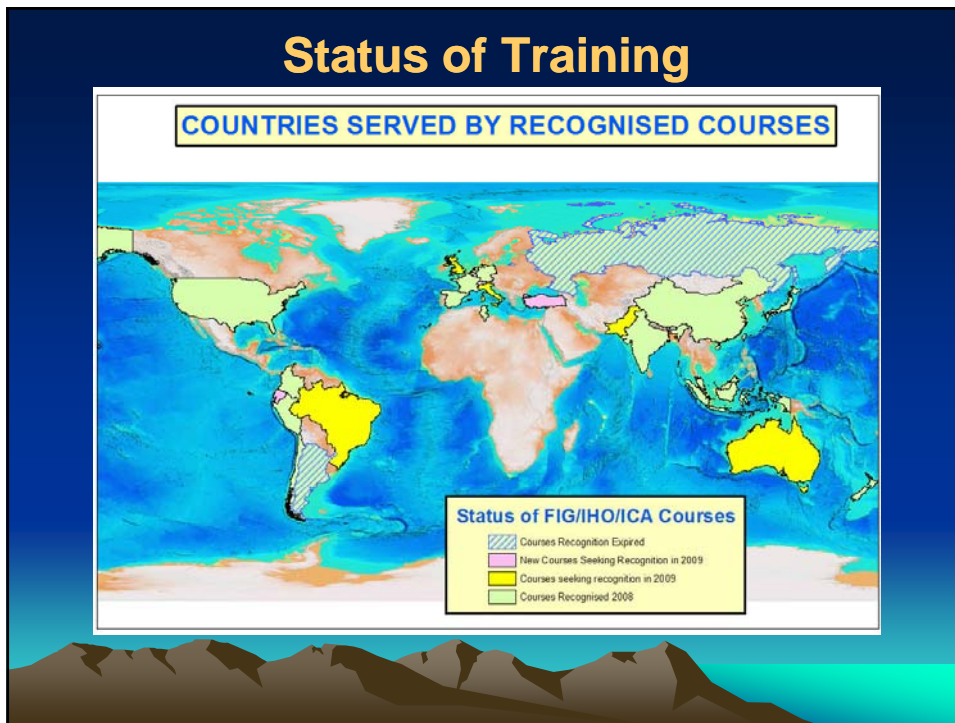 Status of Training
COUNTRIES SERVED BY RECOGNISED COURSES
Status of FIG/IHO/ICA Courses
Courses Recognition Expired
New Courses Seeking Recognition in 2009
Courses seeking recognition in 2009
Courses Recognised 2008